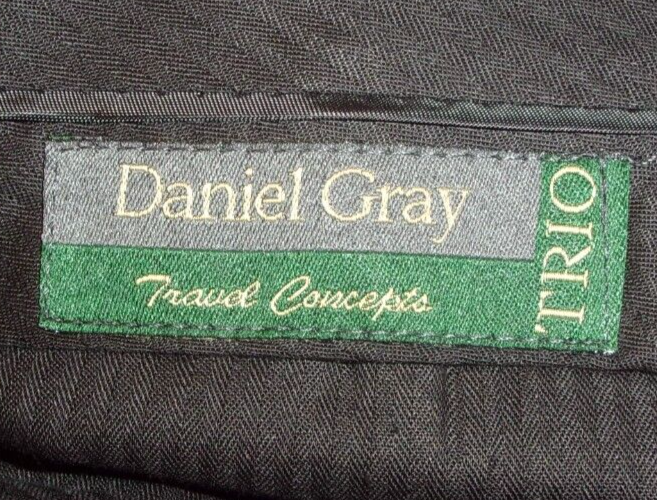 Daniel Gray
Travel Concepts
'TRIO